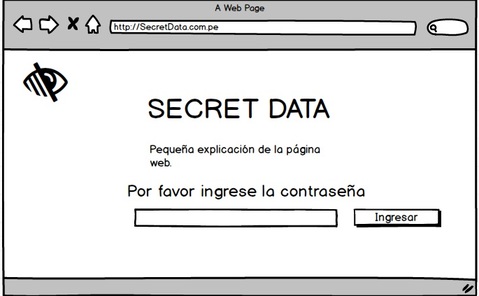 A Web Page
http://SecretData.com.pe
SECRET DATA
Pequeña explicación de la página
web.
Por favor ingrese la contraseña
Ingresar